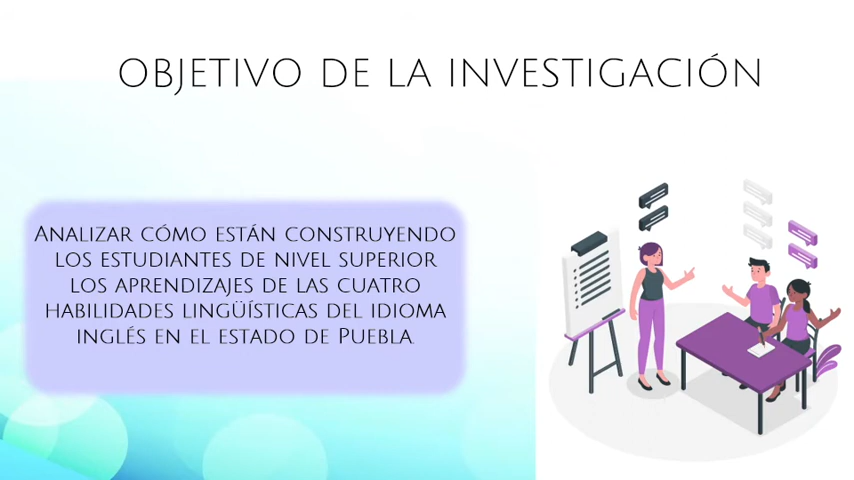 OBJETIVO DE LA INVESTIGACIÓN
Analizar cómo están construyendo
los estudiantes de nivel superior
los aprendizajes de las cuatro
habilidades lingüísticas del idioma
inglés en el estado de Puebla.